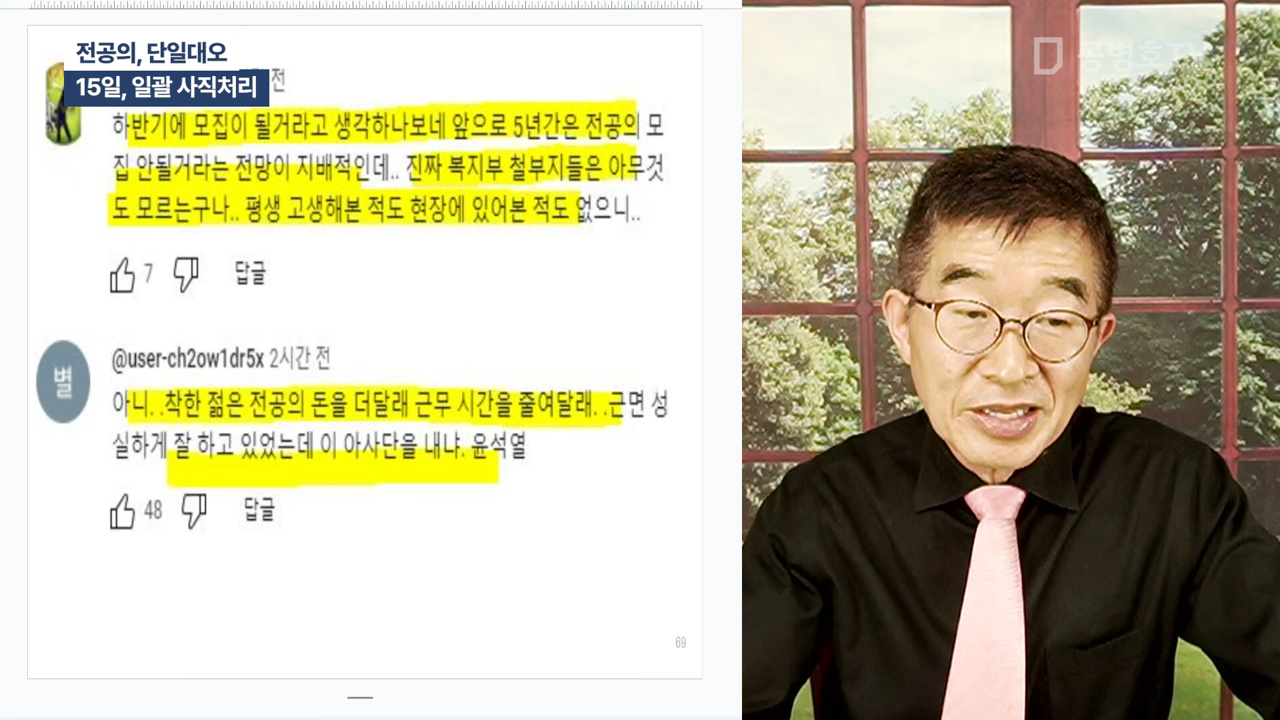 전공의, 단일대오
15일, 일괄 사직처리
전
하반기에 모집이 될거라고 생각하나보네 앞으로 5년간은 전공의 모
집 안될거라는 전망이 지배적인데.. 진짜 복지부 철부지들은 아무것
도 모르는구나.. 평생 고생해본 적도 현장에 있어본 적도 없으니..
7 답글
별
@user-ch2ow1dr5x 2시간 전
아니. .착한 젊은 전공의 돈을 더달래 근무 시간을 줄여달래. .근면 성
실하게 잘 하고 있었는데 이 아사단을 내냐. 윤석열
48 답글
69
공병호TV